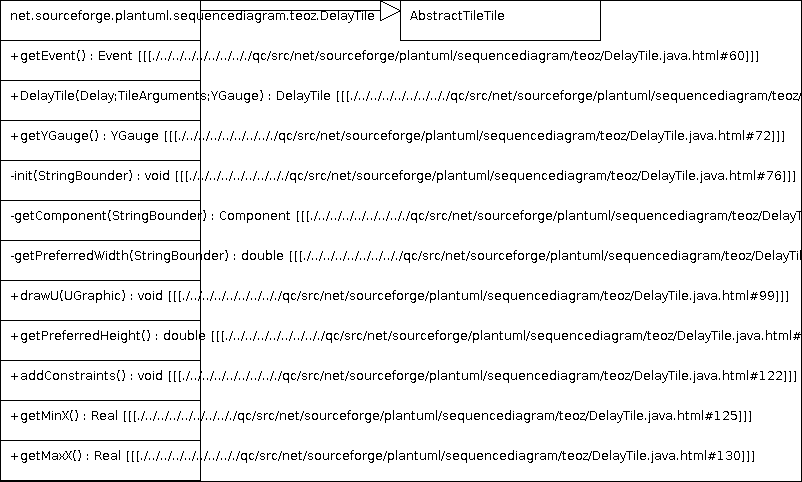 net.sourceforge.plantuml.sequencediagram.teoz.DelayTile
AbstractTileTile
+getEvent() : Event [[[./../../../../../../../qc/src/net/sourceforge/plantuml/sequencediagram/teoz/DelayTile.java.html#60]]]
+DelayTile(Delay;TileArguments;YGauge) : DelayTile [[[./../../../../../../../qc/src/net/sourceforge/plantuml/sequencediagram/teoz/
+getYGauge() : YGauge [[[./../../../../../../../qc/src/net/sourceforge/plantuml/sequencediagram/teoz/DelayTile.java.html#72]]]
-init(StringBounder) : void [[[./../../../../../../../qc/src/net/sourceforge/plantuml/sequencediagram/teoz/DelayTile.java.html#76]]]
-getComponent(StringBounder) : Component [[[./../../../../../../../qc/src/net/sourceforge/plantuml/sequencediagram/teoz/DelayT
-getPreferredWidth(StringBounder) : double [[[./../../../../../../../qc/src/net/sourceforge/plantuml/sequencediagram/teoz/DelayTil
+drawU(UGraphic) : void [[[./../../../../../../../qc/src/net/sourceforge/plantuml/sequencediagram/teoz/DelayTile.java.html#99]]]
+getPreferredHeight() : double [[[./../../../../../../../qc/src/net/sourceforge/plantuml/sequencediagram/teoz/DelayTile.java.html#
+addConstraints() : void [[[./../../../../../../../qc/src/net/sourceforge/plantuml/sequencediagram/teoz/DelayTile.java.html#122]]]
+getMinX() : Real [[[./../../../../../../../qc/src/net/sourceforge/plantuml/sequencediagram/teoz/DelayTile.java.html#125]]]
+getMaxX() : Real [[[./../../../../../../../qc/src/net/sourceforge/plantuml/sequencediagram/teoz/DelayTile.java.html#130]]]